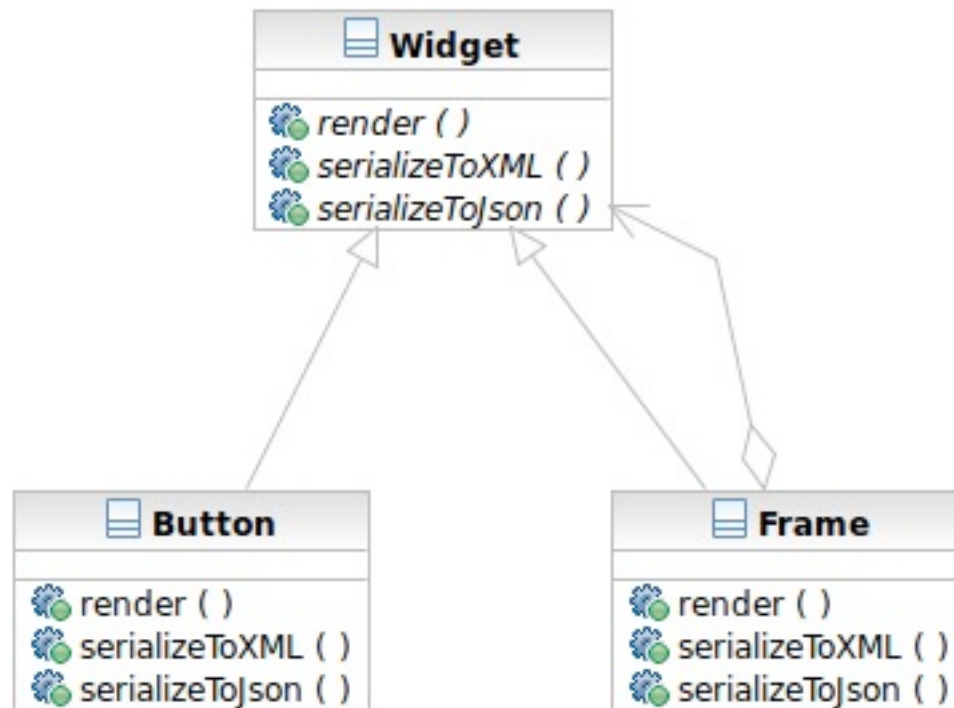 Widget
render ( )
serializeToXML ( )
serializeToJson ( )
Button
render ( )
serializeToXML ( )
serializeToJson ( )
Frame
render ( )
serializeToXML ( )
serializeToJson ( )